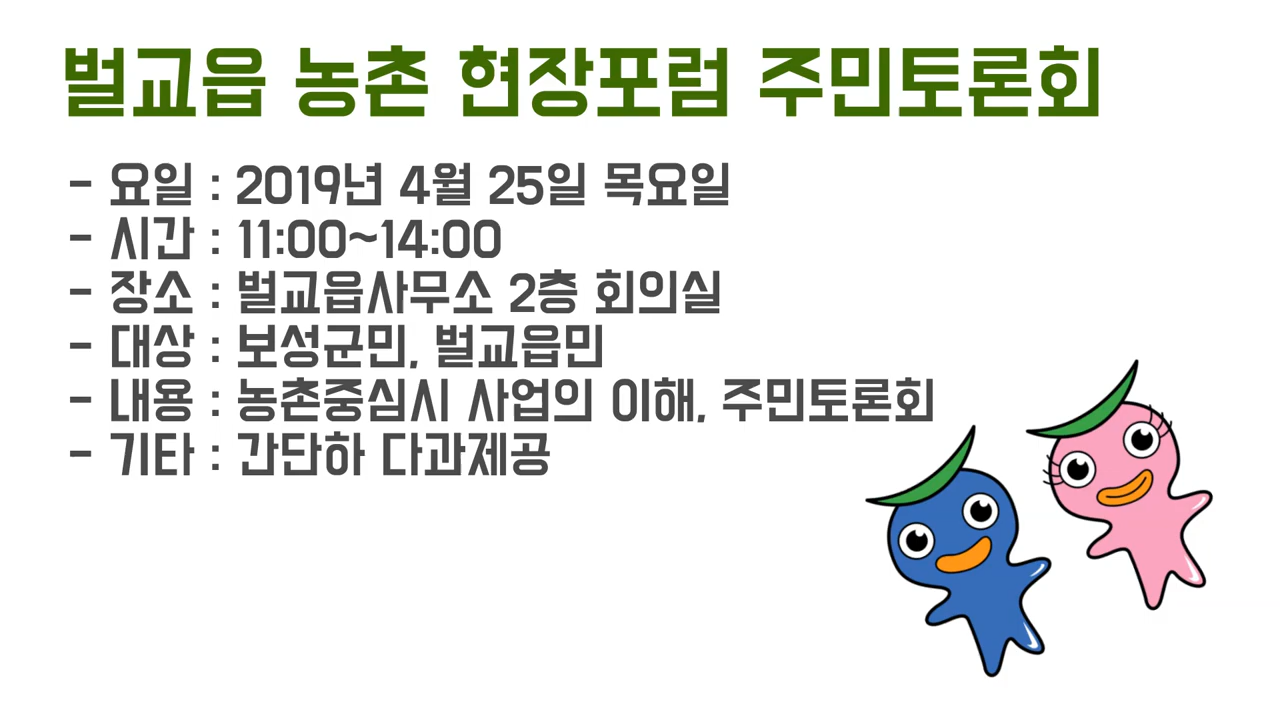 벌교읍 농촌 현장포럼 주민토론회
- 요일 : 2019년 4월 25일 목요일
- 시간 : 11:00~14:00
- 장소 : 벌교읍사무소 2층 회의실
- 대상 : 보성군민, 벌교읍민
- 내용 : 농촌중심시 사업의 이해, 주민토론회
- 기타 : 간단하 다과제공